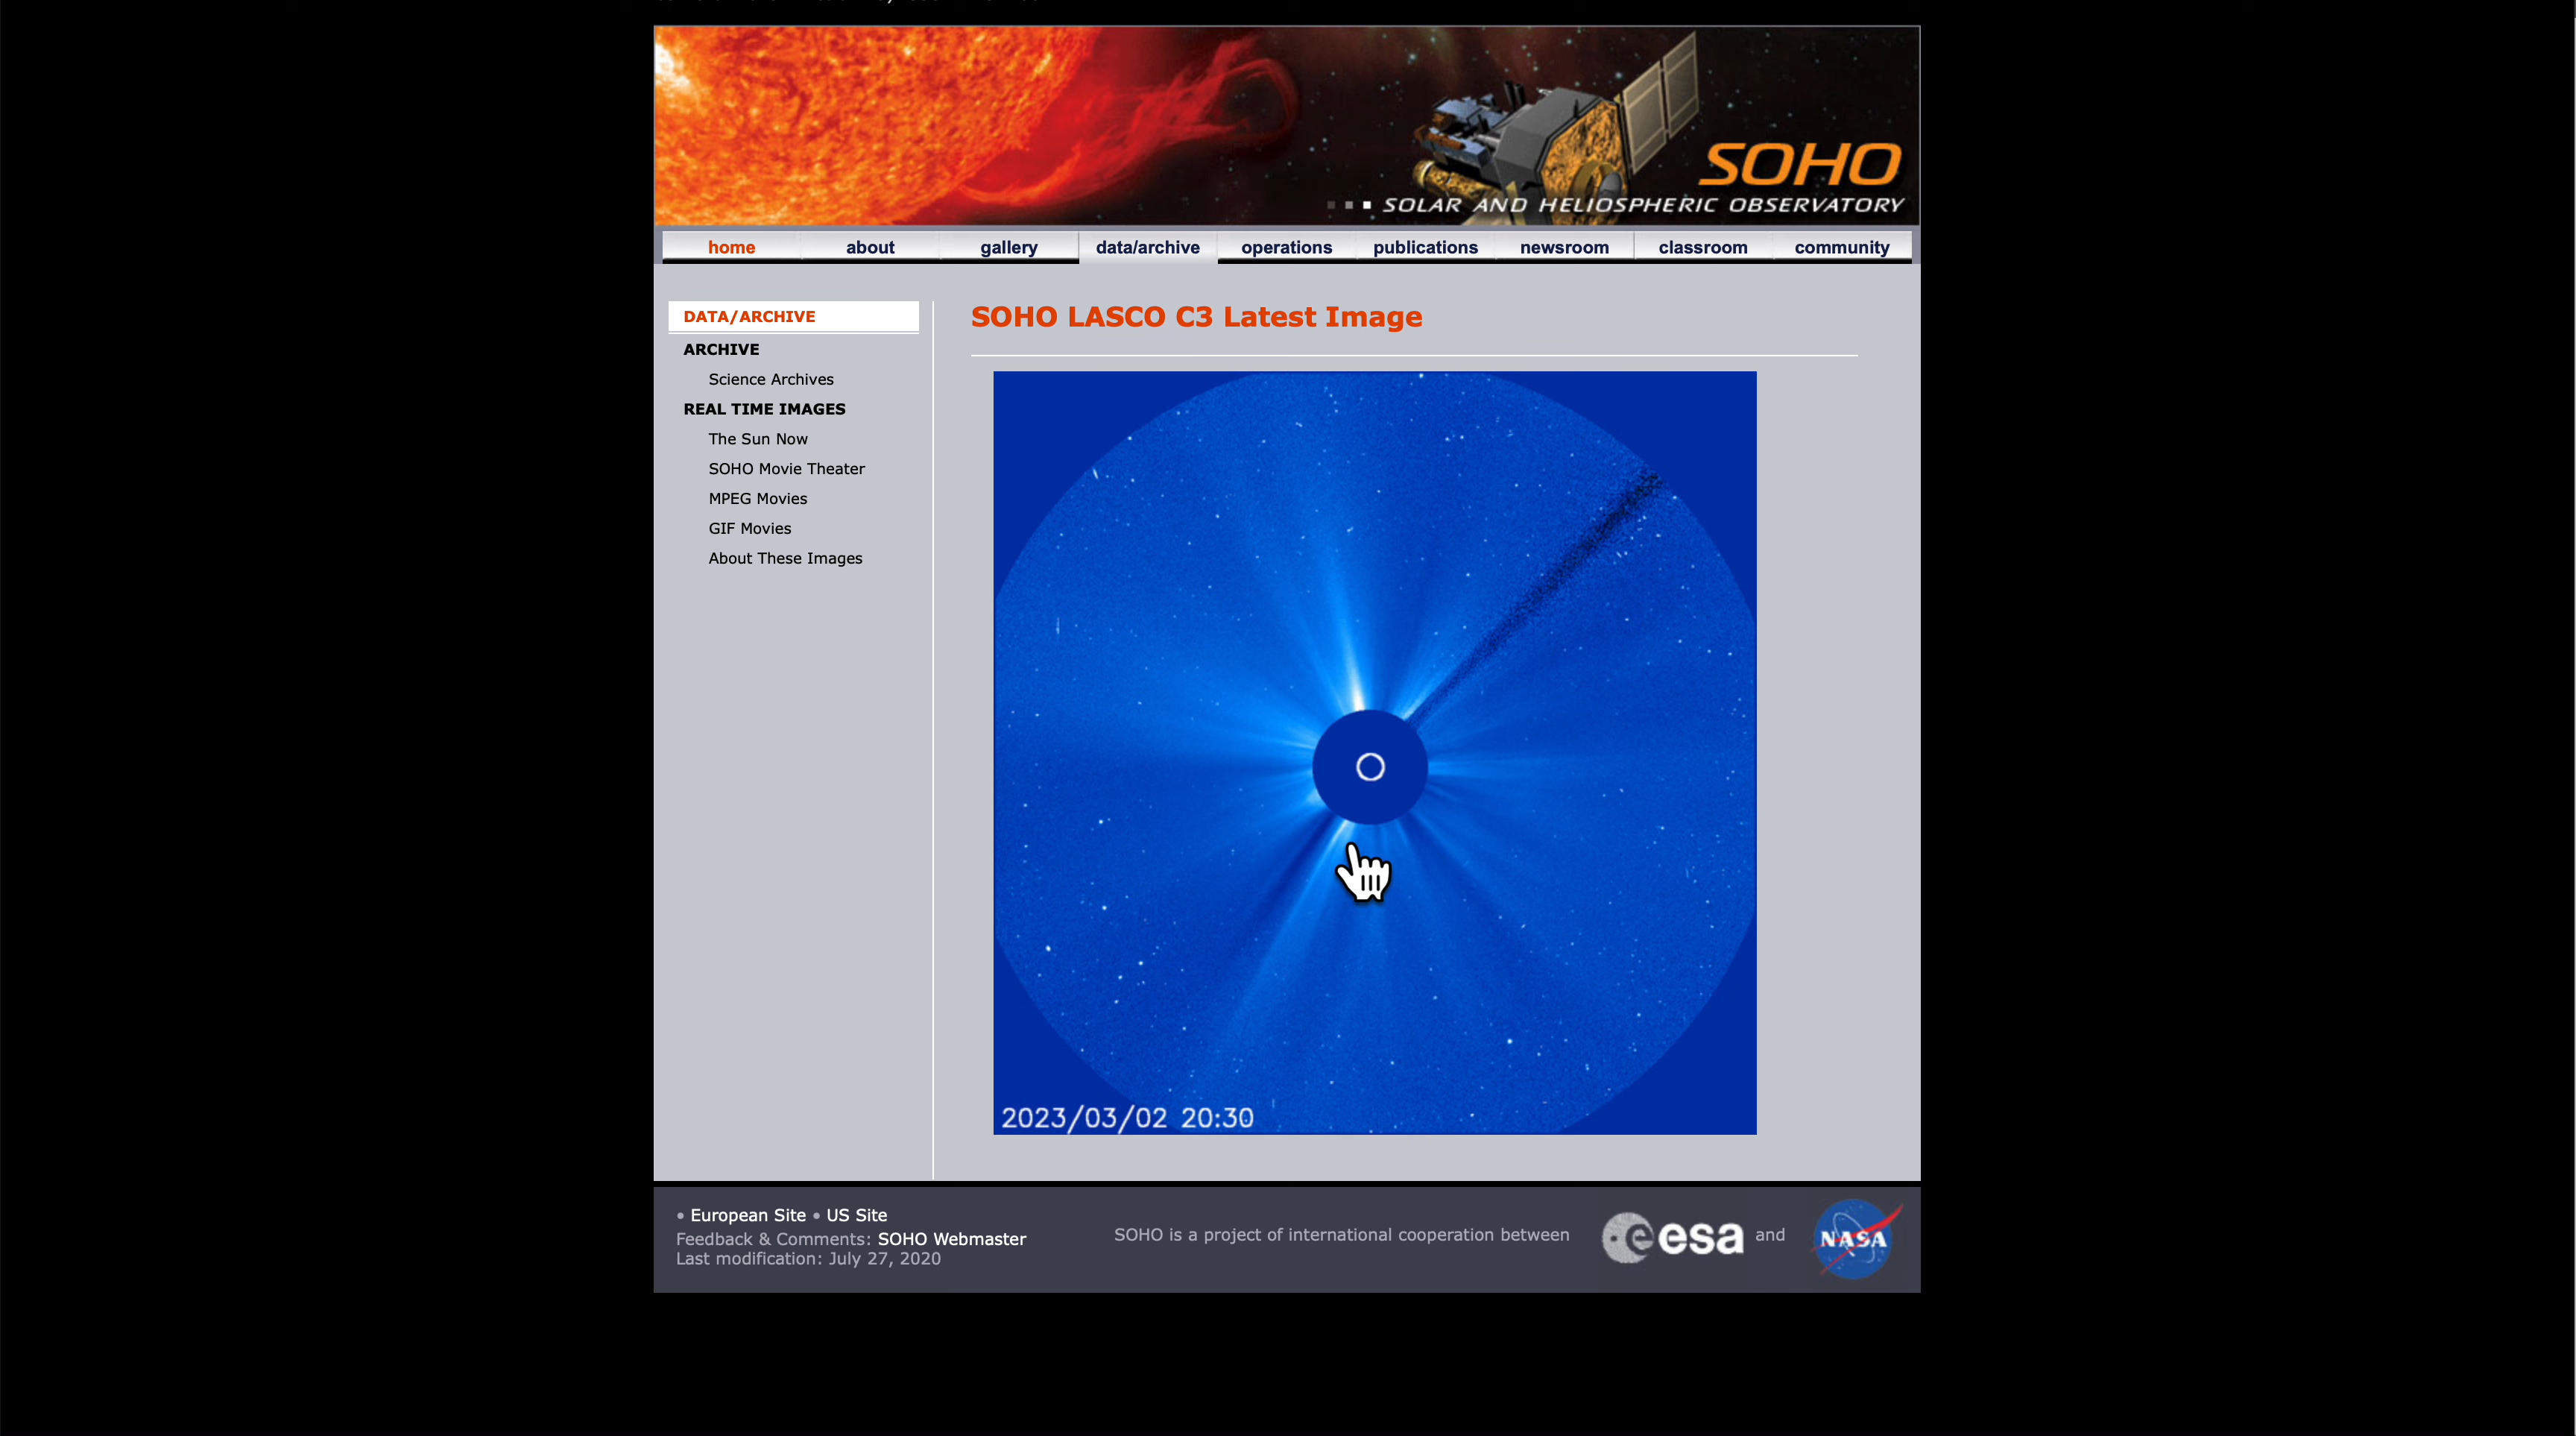 SOHO
SOLAR AND HELIOSPHERIC OBSERVATORY
home about gallery data/archive operations publications newsroom classroom community
DATA/ARCHIVE
ARCHIVE
Science Archives
REAL TIME IMAGES
The Sun Now
SOHO Movie Theater
MPEG Movies
GIF Movies
About These Images
SOHO LASCO C3 Latest Image
2023/03/02 20:30
• European Site • US Site
Feedback & Comments: SOHO Webmaster
Last modification: July 27, 2020
SOHO is a project of international cooperation between esa and NASA